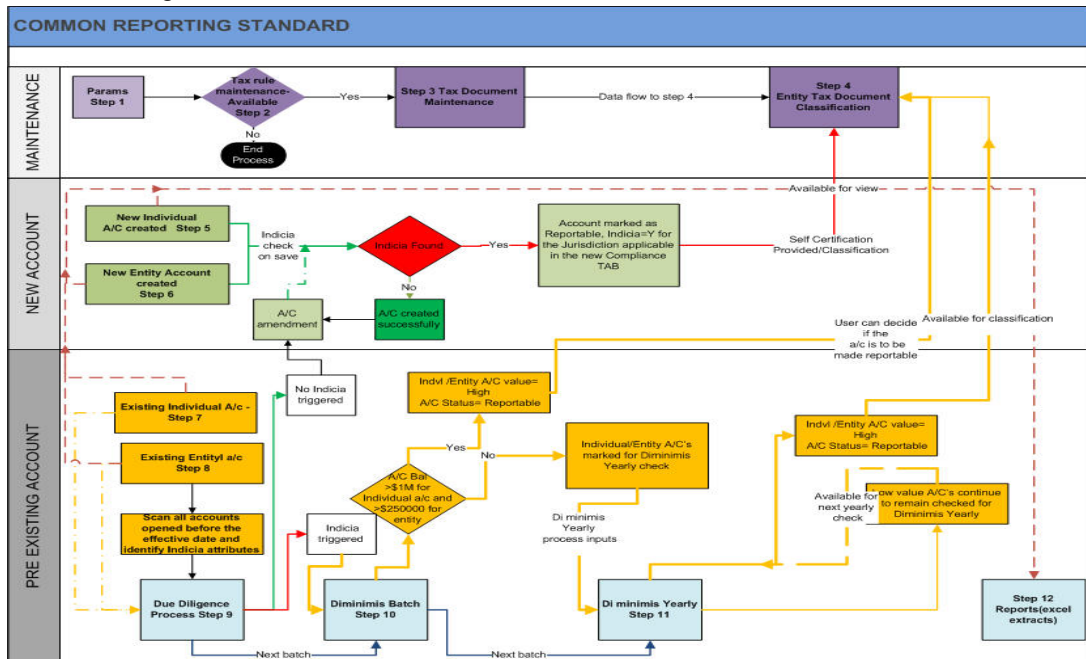 COMMON REPORTING STANDARD
MAINTENANCE
Params
Step 1
Tax rule
maintenance-
Available
Step 2
Yes
No
End
Process
Step 3 Tax Document
Maintenance
Data flow to step 4
Step 4
Entity Tax Document
Classification
NEW ACCOUNT
Available for view
New Individual
A/C created Step 5
New Entity Account
created
Step 6
Indicia
check
on save
Indicia Found
Yes
No
Account marked as
Reportable, Indicia=Y for
the Jurisdiction applicable
in the new Compliance
TAB
Self Certification
Provided/Classification
A/C
amendment
A/C created
successfully
User can decide
if the
a/c is to be
made reportable
Available for classification
PRE EXISTING ACCOUNT
No Indicia
triggered
Existing Individual A/c -
Step 7
Existing Entityl a/c
Step 8
Scan all accounts
opened before the
effective date and
identify Indicia attributes
Due Diligence
Process Step 9
Indicia
triggered
Indvl /Entity A/C value=
High
A/C Status= Reportable
Yes
No
A/C Bal
>$1M for
Individual a/c and
>$250000 for
entity
Diminimis Batch
Step 10
Individual/Entity A/C's
marked for Diminimis
Yearly check
Di minimis
Yearly
process inputs
Di minimis Yearly
Step 11
Indvl /Entity A/C value=
High
A/C Status= Reportable
Available for
next yearly
check
ow value A/C's continue
to remain checked for
Diminimis Yearly
Step 12
Reports(excel
extracts)
Next batch
Next batch